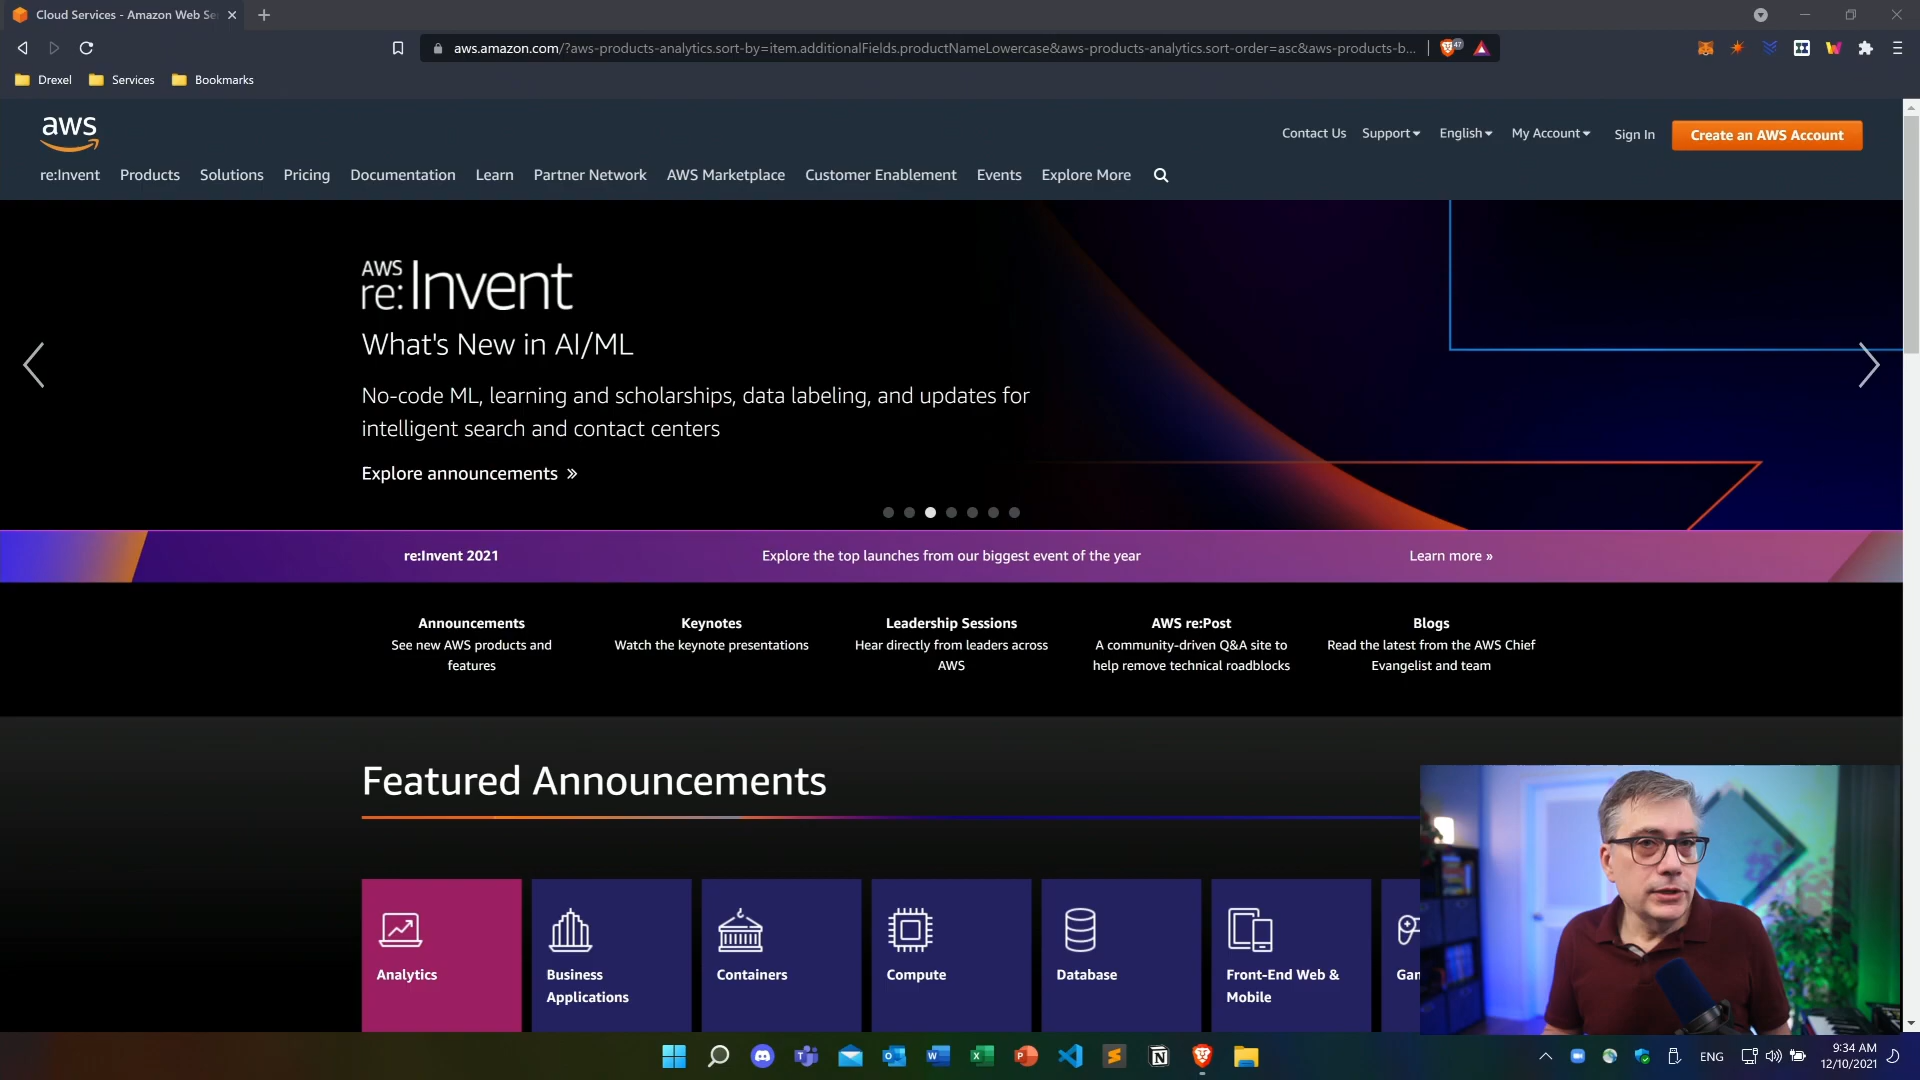 Cloud Services - Amazon Web Se
aws.amazon.com/?aws-products-analytics.sort-by=item.additionalFields.productNameLowercase&aws-products-analytics.sort-order=asc&aws-products-b...
47
Drexel Services Bookmarks
aws
Contact Us Support English My Account Sign In Create an AWS Account
re:Invent Products Solutions Pricing Documentation Learn Partner Network AWS Marketplace Customer Enablement Events Explore More
AWS
re:Invent
What's New in AI/ML
No-code ML, learning and scholarships, data labeling, and updates for
intelligent search and contact centers
Explore announcements »
re:Invent 2021 Explore the top launches from our biggest event of the year Learn more »
Announcements
See new AWS products and
features
Keynotes
Watch the keynote presentations
Leadership Sessions
Hear directly from leaders across
AWS
AWS re:Post
A community-driven Q&A site to
help remove technical roadblocks
Blogs
Read the latest from the AWS Chief
Evangelist and team
Featured Announcements
Analytics
Business
Applications
Containers
Compute
Database
Front-End Web &
Mobile
Gam
ENG
9:34 AM
12/10/2021